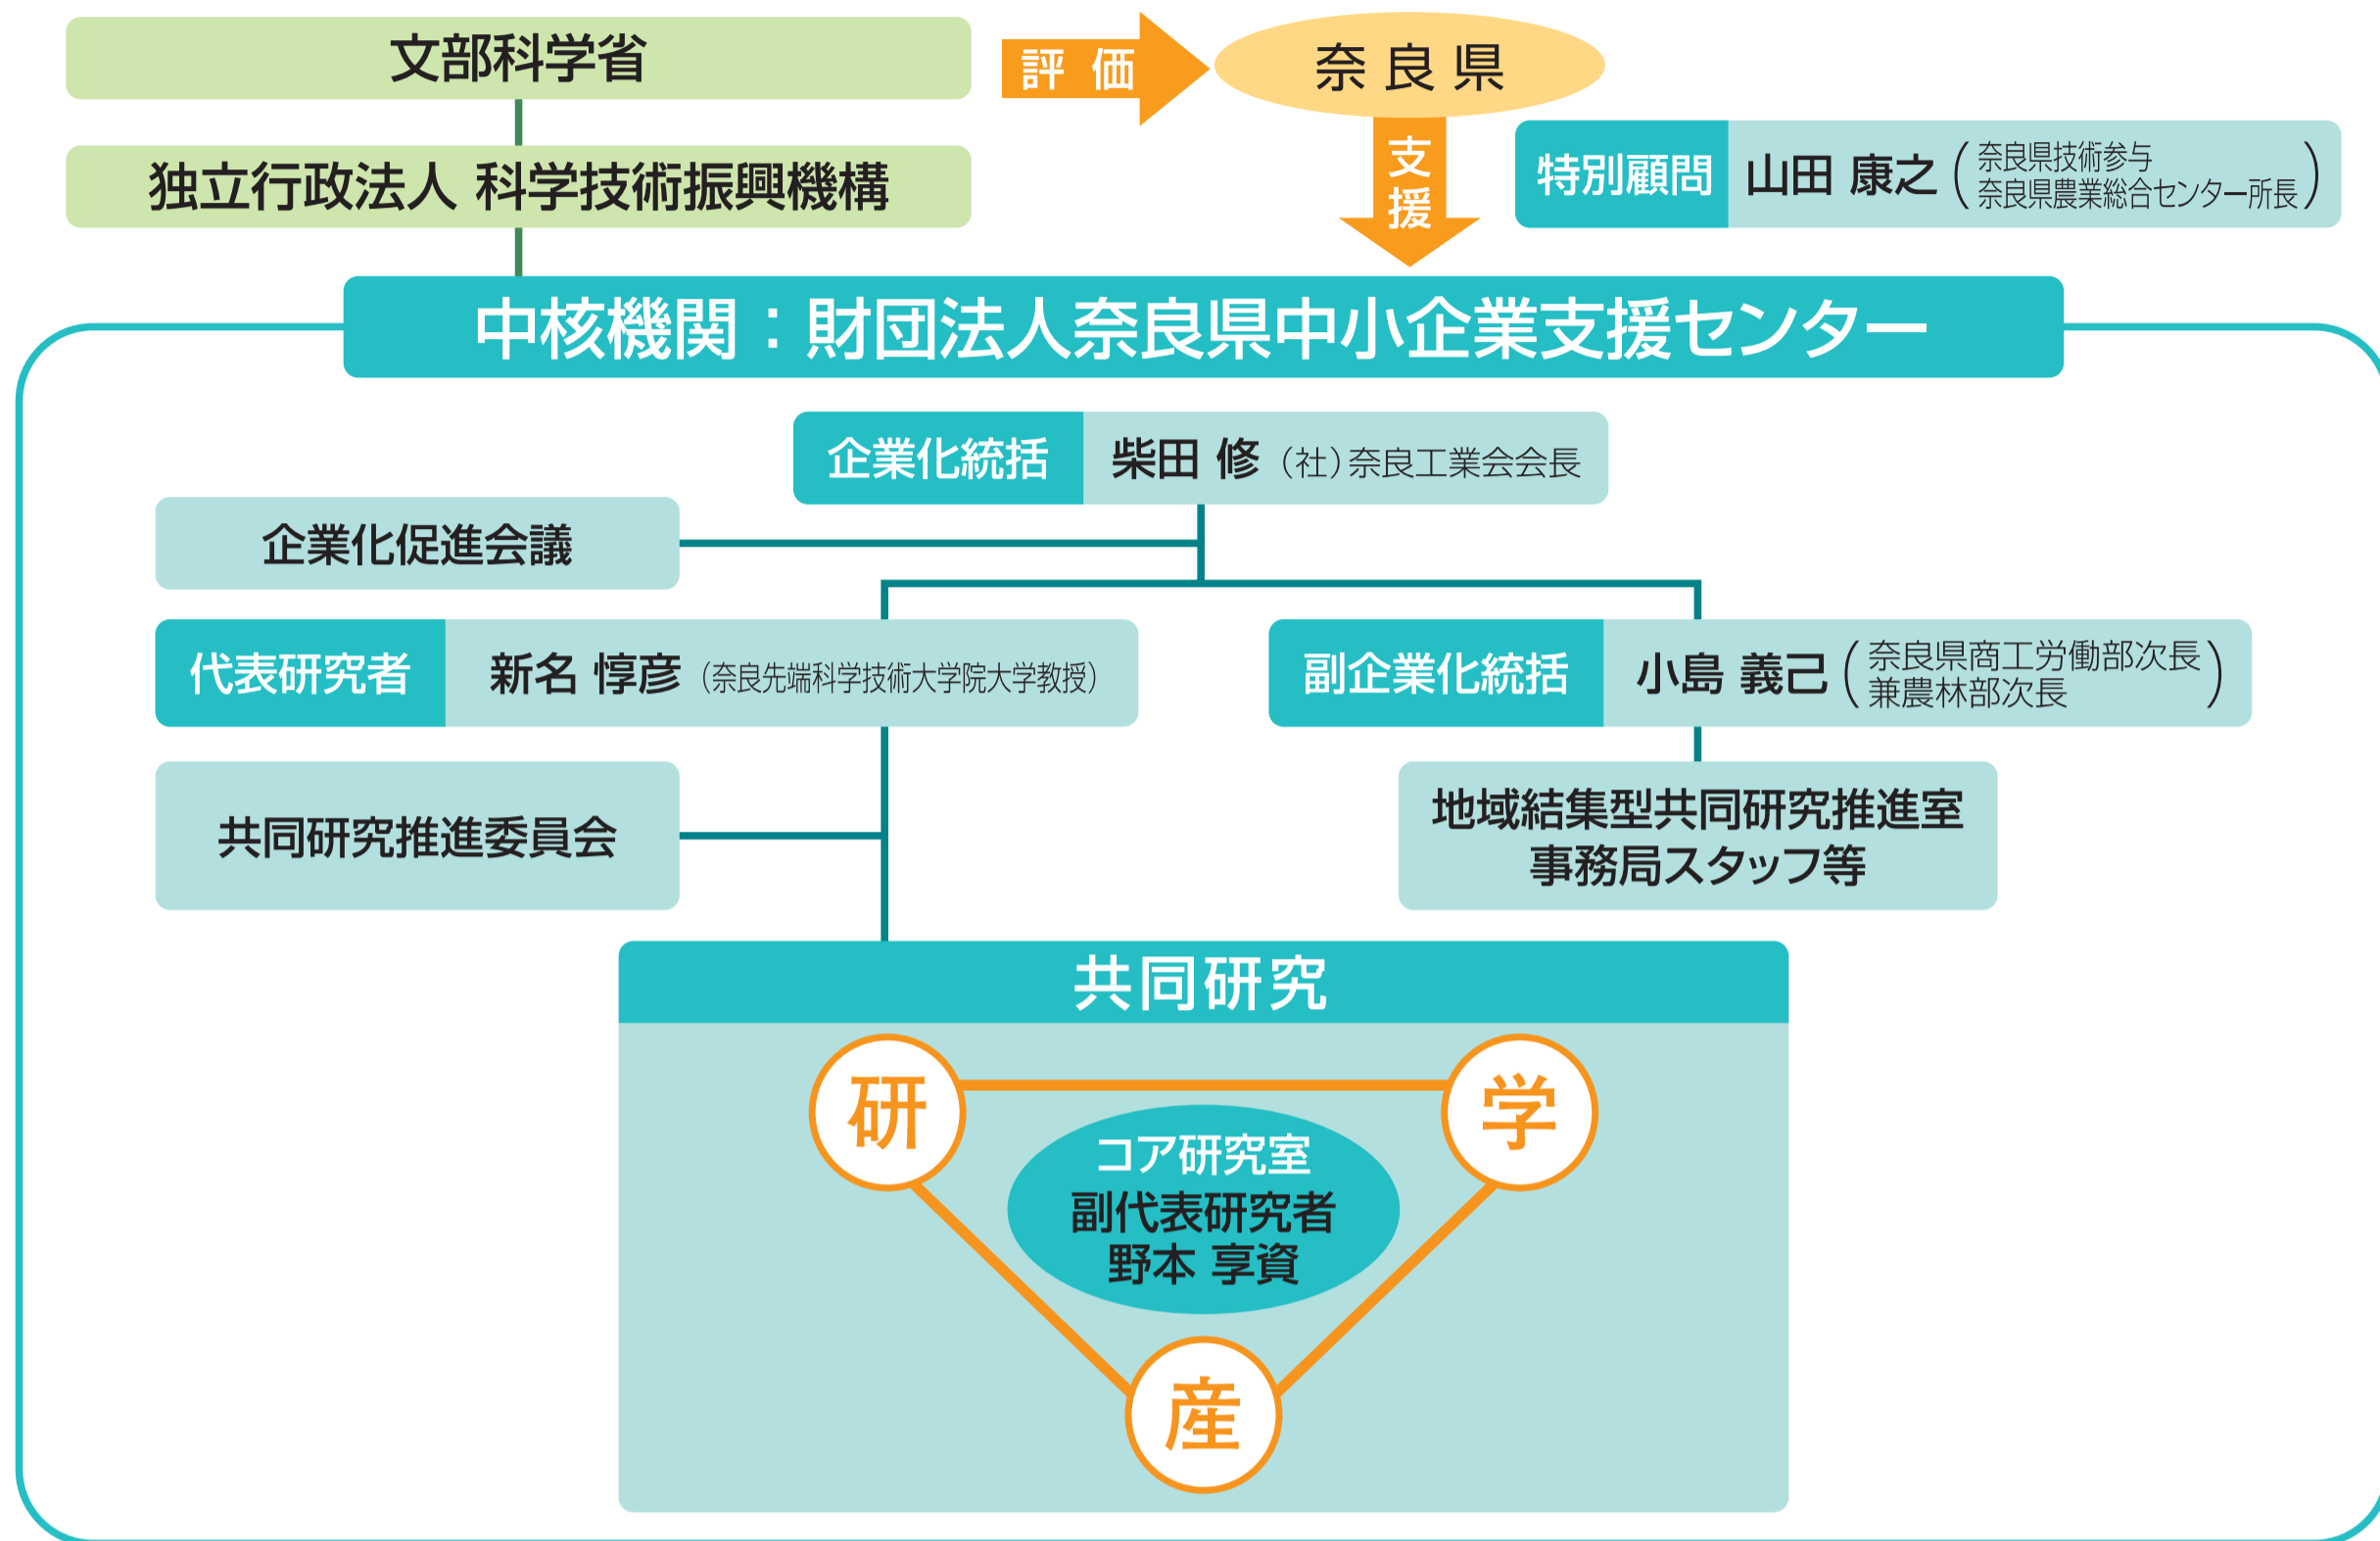 文部科学省
評 価
奈良県
独立行政法人 科学技術振興機構
支援
特別顧問 山中 康之
(奈良県技術参与
奈良県農業総合センター所長)
中核機関：財団法人奈良県中小企業支援センター
企業化統括 柴田 修（社）奈良工業会会長
企業化促進会議
代表研究者 新名 惇彦（奈良先端科学技術大学院大学教授）
副企業化統括 小島 喜己
(奈良県商労工働部次長
兼農林部次長)
共同研究推進委員会
地域結集型共同研究推進室
事務局スタッフ等
共同研究
研
学
コア研究室
副代表研究者
野本 享資
産